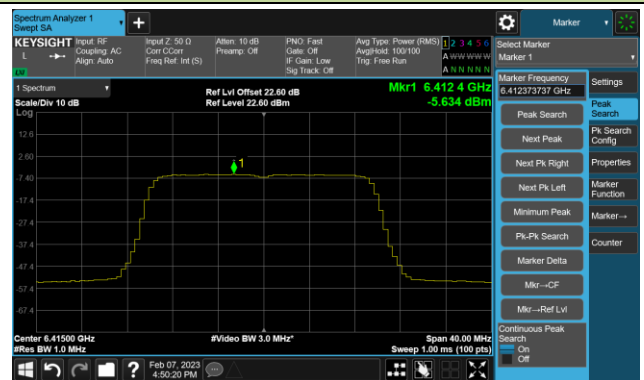 Spectrum Analyzer 1
Swept SA
+
Marker
KEYSIGHT
L
LW
Input: RF
Coupling: AC
Align: Auto
Input Z: 50 Ω
Corr CCorr
Freq Ref: Int (S)
Atten: 10 dB
Preamp: Off
PNO: Fast
Gate: Off
IF Gain: Low
Sig Track: Off
Avg Type: Power (RMS)
Avg|Hold: 100/100
Trig: Free Run
1 2 3 4 5 6
A W W W W W
A N N N N N
Select Marker
Marker 1
1 Spectrum
Scale/Div 10 dB
Log
Ref Lvl Offset 22.60 dB
Ref Level 22.60 dBm
Mkr1 6.412 4 GHz
-5.634 dBm
12.6
2.60
-7.40
-17.4
-27.4
-37.4
-47.4
-57.4
-67.4
1
Center 6.41500 GHz
#Res BW 1.0 MHz
#Video BW 3.0 MHz*
Span 40.00 MHz
Sweep 1.00 ms (100 pts)
Marker Frequency
6.412373737 GHz
Peak Search
Next Peak
Next Pk Right
Next Pk Left
Minimum Peak
Pk-Pk Search
Marker Delta
Mkr→CF
Mkr→Ref Lvl
Continuous Peak
Search
On
Off
Settings
Peak
Search
Pk Search
Config
Properties
Marker
Function
Marker→
Counter
?
Feb 07, 2023
4:50:20 PM